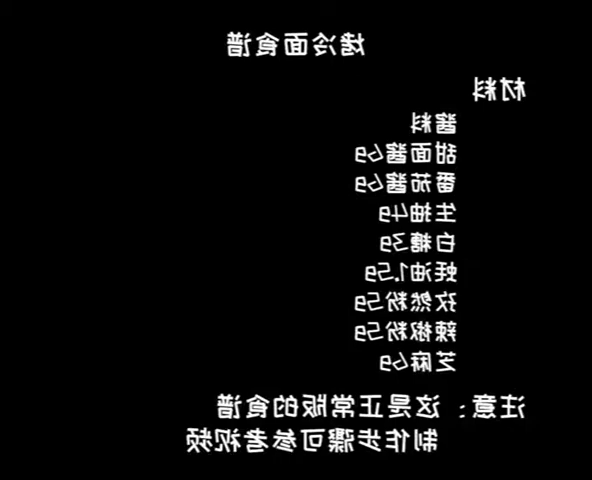 烤冷面食谱
材料
酱料
甜面酱6g
番茄酱6g
生抽4g
白糖3g
蚝油1.5g
孜然粉5g
辣椒粉5g
芝麻6g
注意：这是正常版的食谱
制作步骤可参考视频